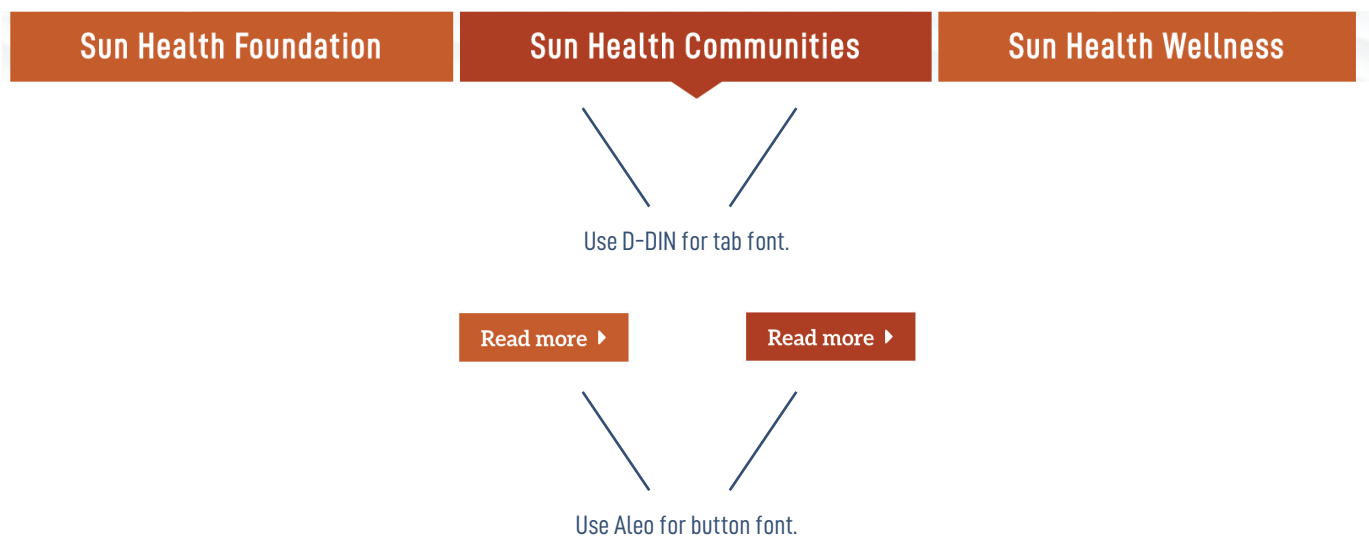 Sun Health Foundation
Sun Health Communities
Sun Health Wellness
Use D-DIN for tab font.
Read more
Read more
Use Aleo for button font.